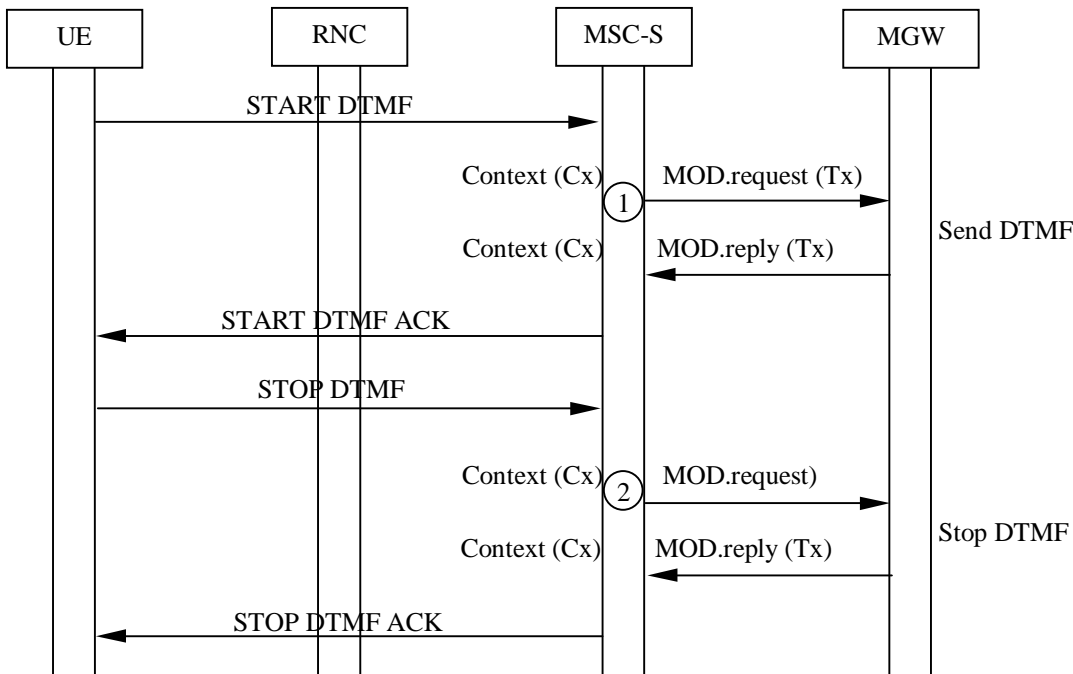 UE RNC MSC-S MGW
START DTMF
Context (Cx) MOD.request (Tx)
1
Send DTMF
Context (Cx) MOD.reply (Tx)
START DTMF ACK
STOP DTMF
Context (Cx) MOD.request)
2
Stop DTMF
Context (Cx) MOD.reply (Tx)
STOP DTMF ACK